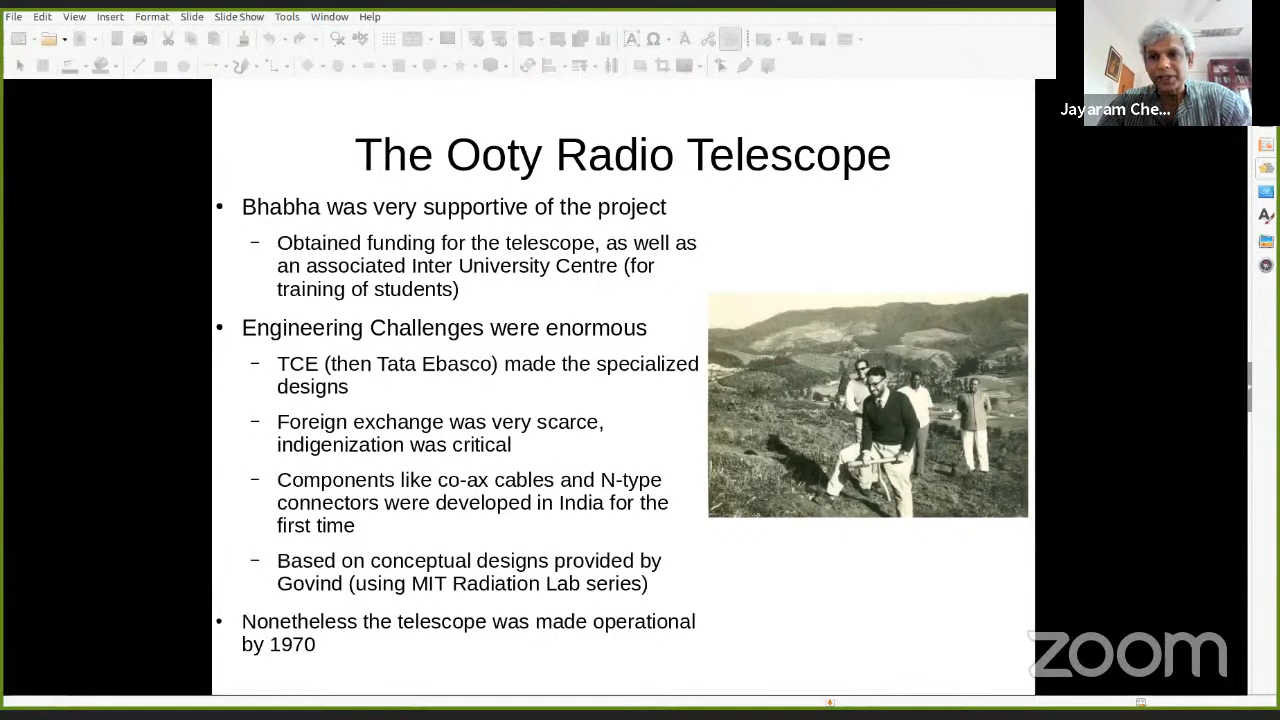 File Edit View Insert Format Slide Slide Show Tools Window Help
Jayaram Che...
The Ooty Radio Telescope
• Bhabha was very supportive of the project
– Obtained funding for the telescope, as well as
an associated Inter University Centre (for
training of students)
• Engineering Challenges were enormous
– TCE (then Tata Ebasco) made the specialized
designs
– Foreign exchange was very scarce,
indigenization was critical
– Components like co-ax cables and N-type
connectors were developed in India for the
first time
– Based on conceptual designs provided by
Govind (using MIT Radiation Lab series)
• Nonetheless the telescope was made operational
by 1970
zoom